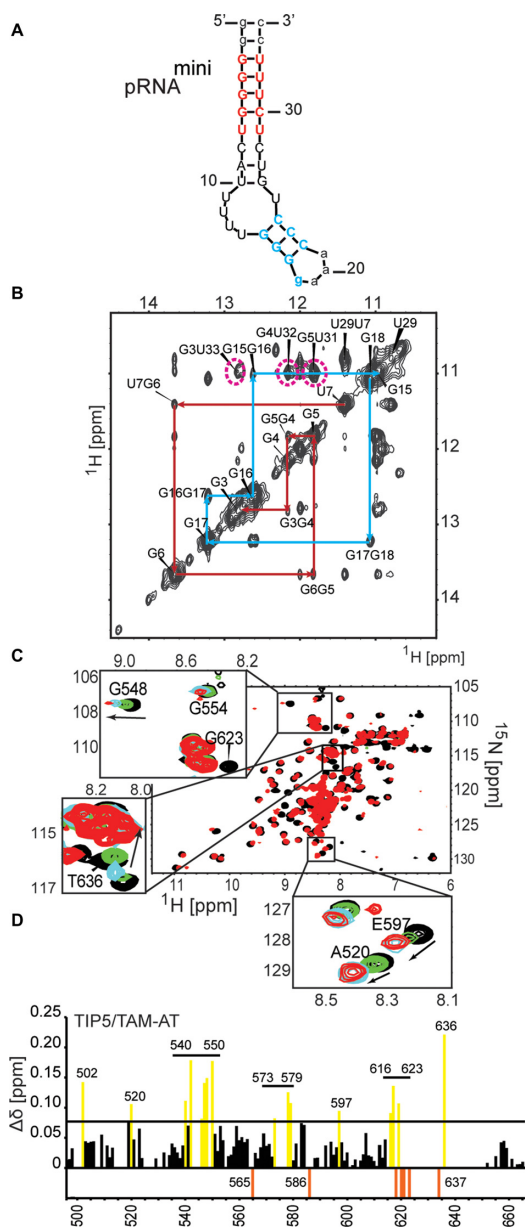 A
5' 3'
pRNA mini
g c
g c
G U
G U
G U
G C 30
U U
C C
A U
10 U G
U U
U C
U C
U G C
G C a
G a 20
g a
B
14 13 12 11
G3U33 G15G16 G4U32 G5U31 U29U7 G18 U29
U7G6 U7 G15 11
G5G4 G5
G4 12
G16 G3
G16G17
G17 G3G4 G17G18 13
G6 G6G5
14
¹H [ppm]
¹H [ppm]
C
9.0 8.6 8.2
106 G548
108 G554
110 G623
105
110
115
120
125
130
¹⁵N [ppm]
8.2 8.0
115
117 T636
11 10 9 8 7 6
¹H [ppm]
127 E597
128
129 A520
8.5 8.3 8.1
D
TIP5/TAM-AT
0.25
0.20
0.15
0.10
0.05
0
Δδ [ppm]
502 520 540 550 573 579 597 616 623 636
565 586 637
500 520 540 560 580 600 620 640 660